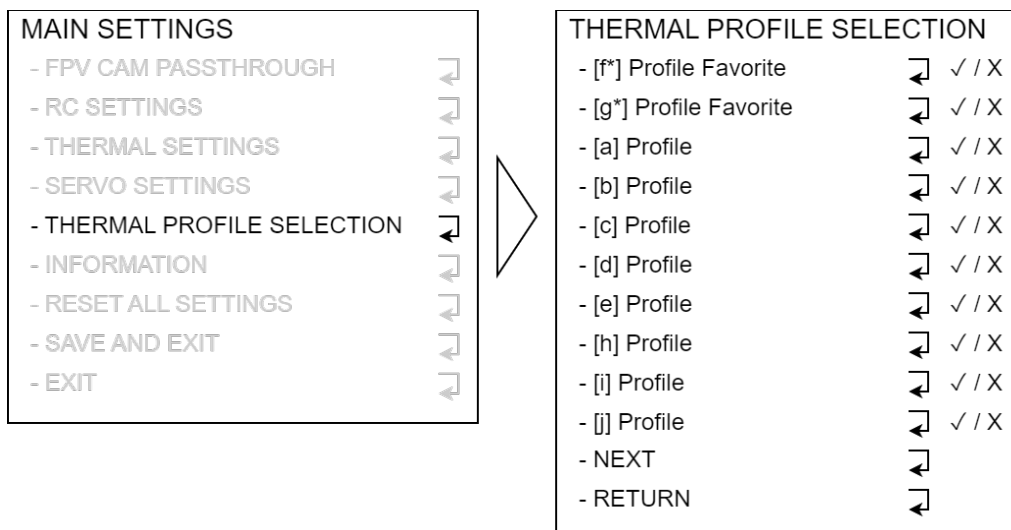 MAIN SETTINGS
- FPV CAM PASSTHROUGH
- RC SETTINGS
- THERMAL SETTINGS
- SERVO SETTINGS
- THERMAL PROFILE SELECTION
- INFORMATION
- RESET ALL SETTINGS
- SAVE AND EXIT
- EXIT
THERMAL PROFILE SELECTION
- [f*] Profile Favorite ✓ / X
- [g*] Profile Favorite ✓ / X
- [a] Profile ✓ / X
- [b] Profile ✓ / X
- [c] Profile ✓ / X
- [d] Profile ✓ / X
- [e] Profile ✓ / X
- [h] Profile ✓ / X
- [i] Profile ✓ / X
- [j] Profile ✓ / X
- NEXT
- RETURN